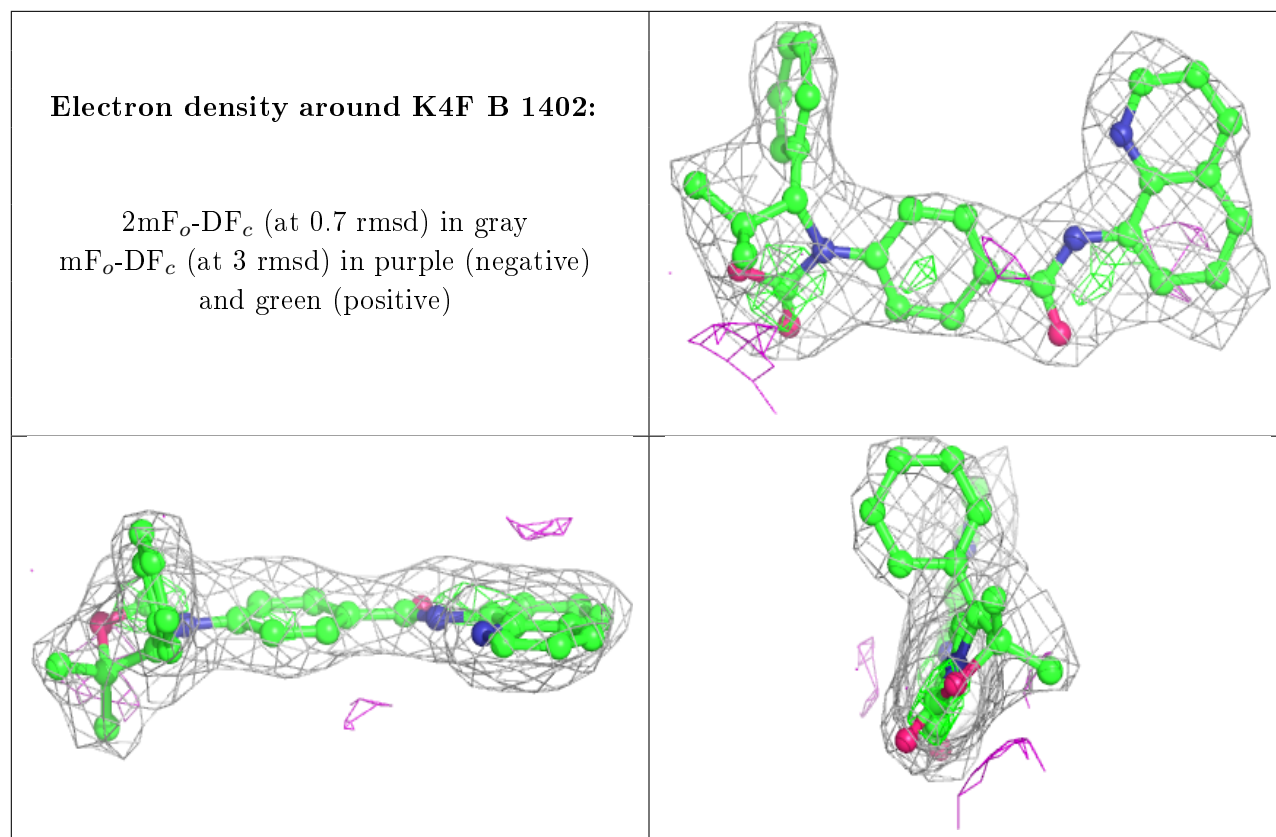 Electron density around K4F B 1402:
2mFo-DFc (at 0.7 rmsd) in gray
mFo-DFc (at 3 rmsd) in purple (negative)
and green (positive)